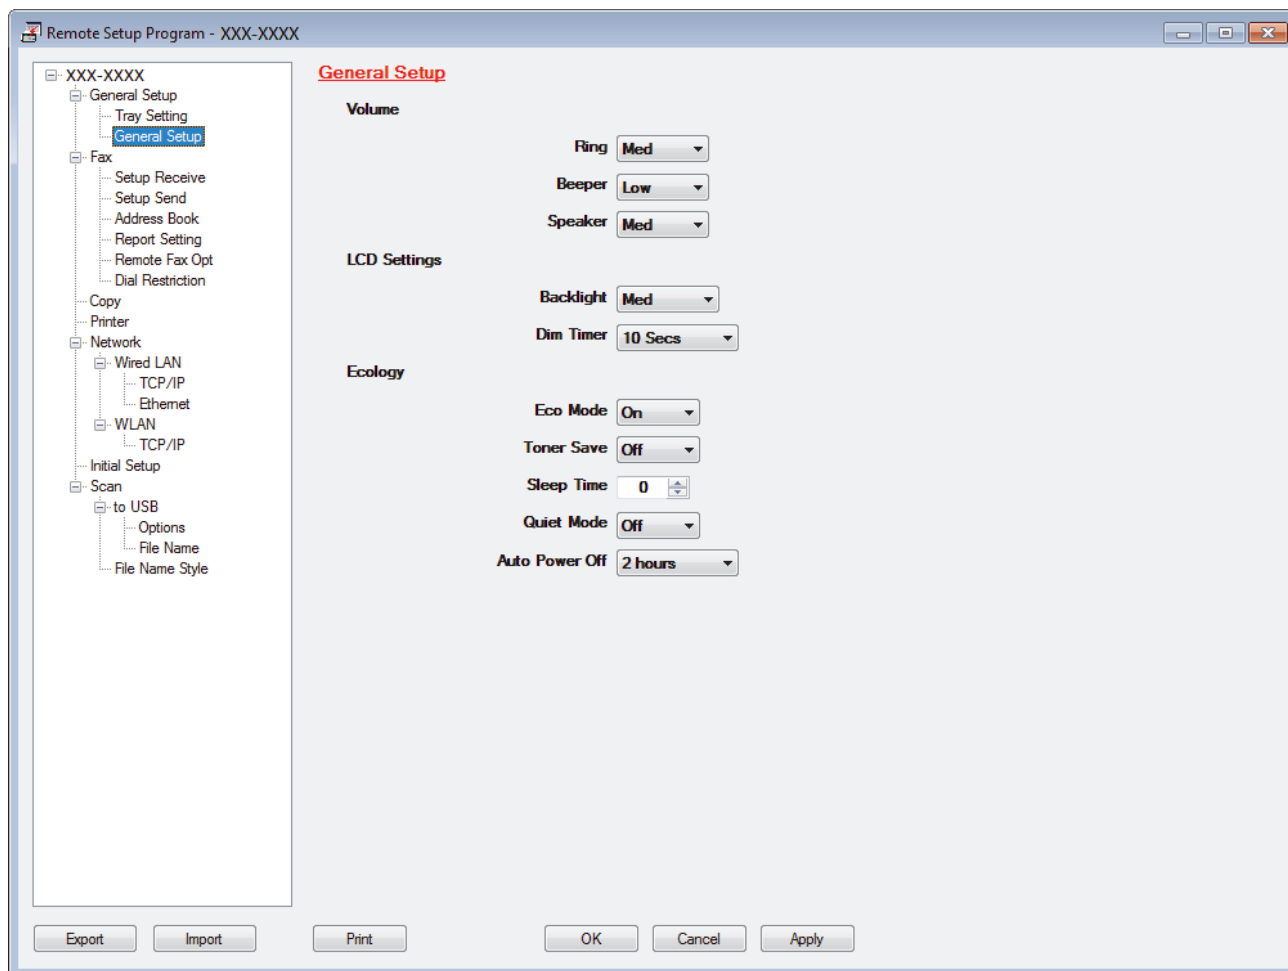 Remote Setup Program - XXX-XXXX
XXX-XXXX
General Setup
Tray Setting
General Setup
Fax
Setup Receive
Setup Send
Address Book
Report Setting
Remote Fax Opt
Dial Restriction
Copy
Printer
Network
Wired LAN
TCP/IP
Ethernet
WLAN
TCP/IP
Initial Setup
Scan
to USB
Options
File Name
File Name Style
General Setup
Volume
Ring Med
Beeper Low
Speaker Med
LCD Settings
Backlight Med
Dim Timer 10 Secs
Ecology
Eco Mode On
Toner Save Off
Sleep Time 0
Quiet Mode Off
Auto Power Off 2 hours
Export Import Print OK Cancel Apply